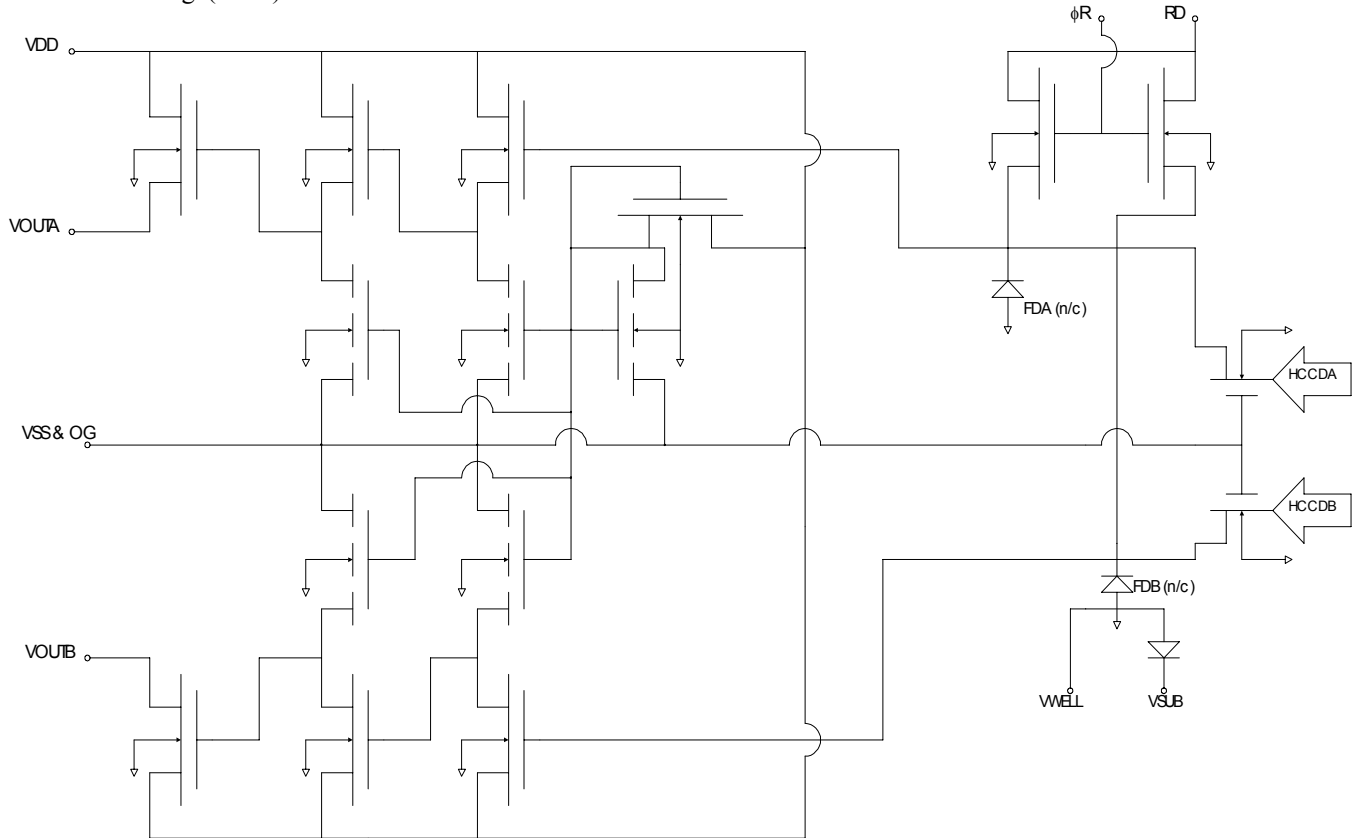 φR
RD
VDD
VOUTA
FDA (n/c)
HCCDA
VSS & OG
HCCDB
FDB (n/c)
VOUTB
VWELL
VSUB